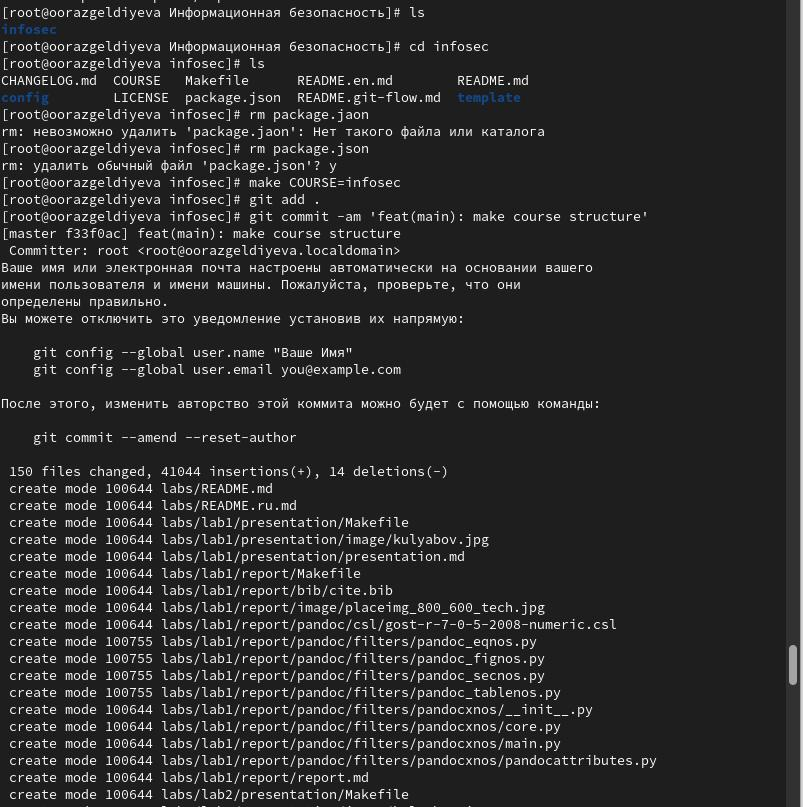 [root@oorazgeldiyeva Информационная безопасность]# ls
infosec
[root@oorazgeldiyeva Информационная безопасность]# cd infosec
[root@oorazgeldiyeva infosec]# ls
CHANGELOG.md  COURSE   Makefile      README.en.md        README.md
config        LICENSE  package.json  README.git-flow.md  template
[root@oorazgeldiyeva infosec]# rm package.jaon
rm: невозможно удалить 'package.jaon': Нет такого файла или каталога
[root@oorazgeldiyeva infosec]# rm package.json
rm: удалить обычный файл 'package.json'? y
[root@oorazgeldiyeva infosec]# make COURSE=infosec
[root@oorazgeldiyeva infosec]# git add .
[root@oorazgeldiyeva infosec]# git commit -am 'feat(main): make course structure'
[master f33f0ac] feat(main): make course structure
 Committer: root <root@oorazgeldiyeva.localdomain>
Ваше имя или электронная почта настроены автоматически на основании вашего
имени пользователя и имени машины. Пожалуйста, проверьте, что они
определены правильно.
Вы можете отключить это уведомление установив их напрямую:
    git config --global user.name "Ваше Имя"
    git config --global user.email you@example.com
После этого, изменить авторство этой коммита можно будет с помощью команды:
    git commit --amend --reset-author
 150 files changed, 41044 insertions(+), 14 deletions(-)
 create mode 100644 labs/README.md
 create mode 100644 labs/README.ru.md
 create mode 100644 labs/lab1/presentation/Makefile
 create mode 100644 labs/lab1/presentation/image/kulyabov.jpg
 create mode 100644 labs/lab1/presentation/presentation.md
 create mode 100644 labs/lab1/report/Makefile
 create mode 100644 labs/lab1/report/bib/cite.bib
 create mode 100644 labs/lab1/report/image/placeimg_800_600_tech.jpg
 create mode 100644 labs/lab1/report/pandoc/csl/gost-r-7-0-5-2008-numeric.csl
 create mode 100755 labs/lab1/report/pandoc/filters/pandoc_eqnos.py
 create mode 100755 labs/lab1/report/pandoc/filters/pandoc_fignos.py
 create mode 100755 labs/lab1/report/pandoc/filters/pandoc_secnos.py
 create mode 100755 labs/lab1/report/pandoc/filters/pandoc_tablenos.py
 create mode 100644 labs/lab1/report/pandoc/filters/pandocxnos/__init__.py
 create mode 100644 labs/lab1/report/pandoc/filters/pandocxnos/core.py
 create mode 100644 labs/lab1/report/pandoc/filters/pandocxnos/main.py
 create mode 100644 labs/lab1/report/pandoc/filters/pandocxnos/pandocattributes.py
 create mode 100644 labs/lab1/report/report.md
 create mode 100644 labs/lab2/presentation/Makefile